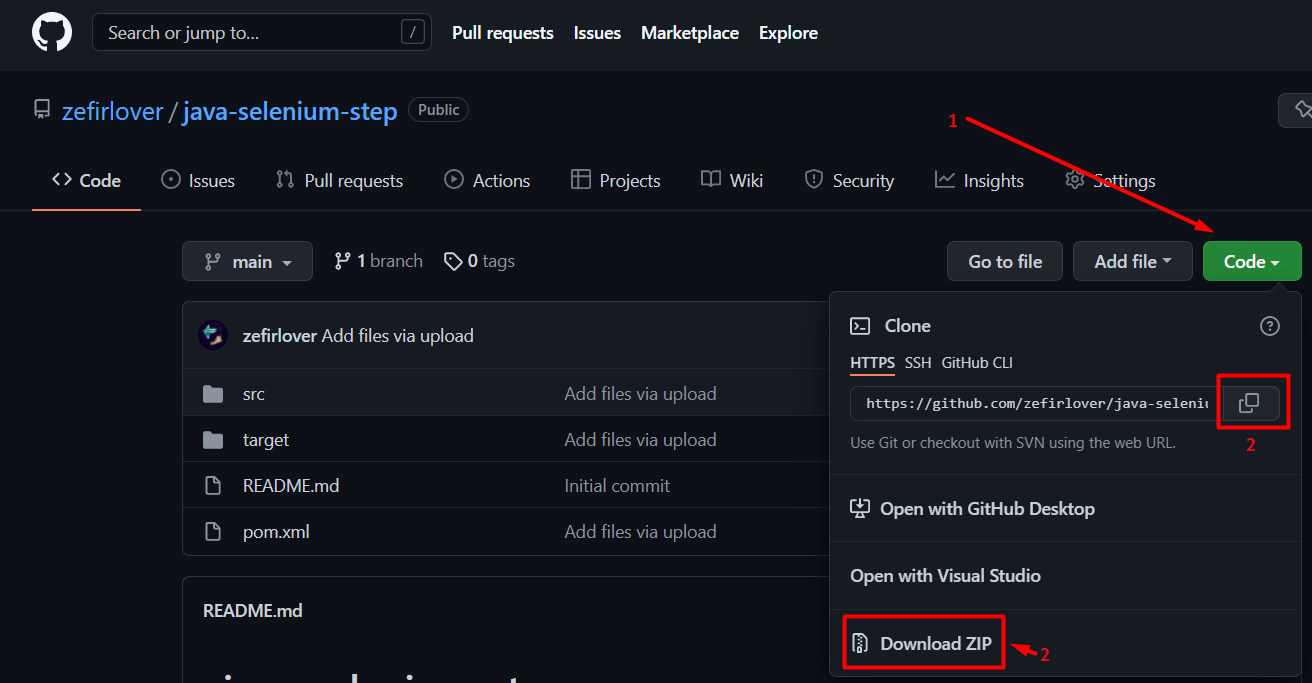 Search or jump to... / Pull requests Issues Marketplace Explore
zefirlover / java-selenium-step Public
1
Code Issues Pull requests Actions Projects Wiki Security Insights Settings
main 1 branch 0 tags Go to file Add file Code
zefirlover Add files via upload
src Add files via upload
target Add files via upload
README.md Initial commit
pom.xml Add files via upload
README.md
Clone
HTTPS SSH GitHub CLI
https://github.com/zefirlover/java-seleniu
2
Use Git or checkout with SVN using the web URL.
Open with GitHub Desktop
Open with Visual Studio
Download ZIP 2